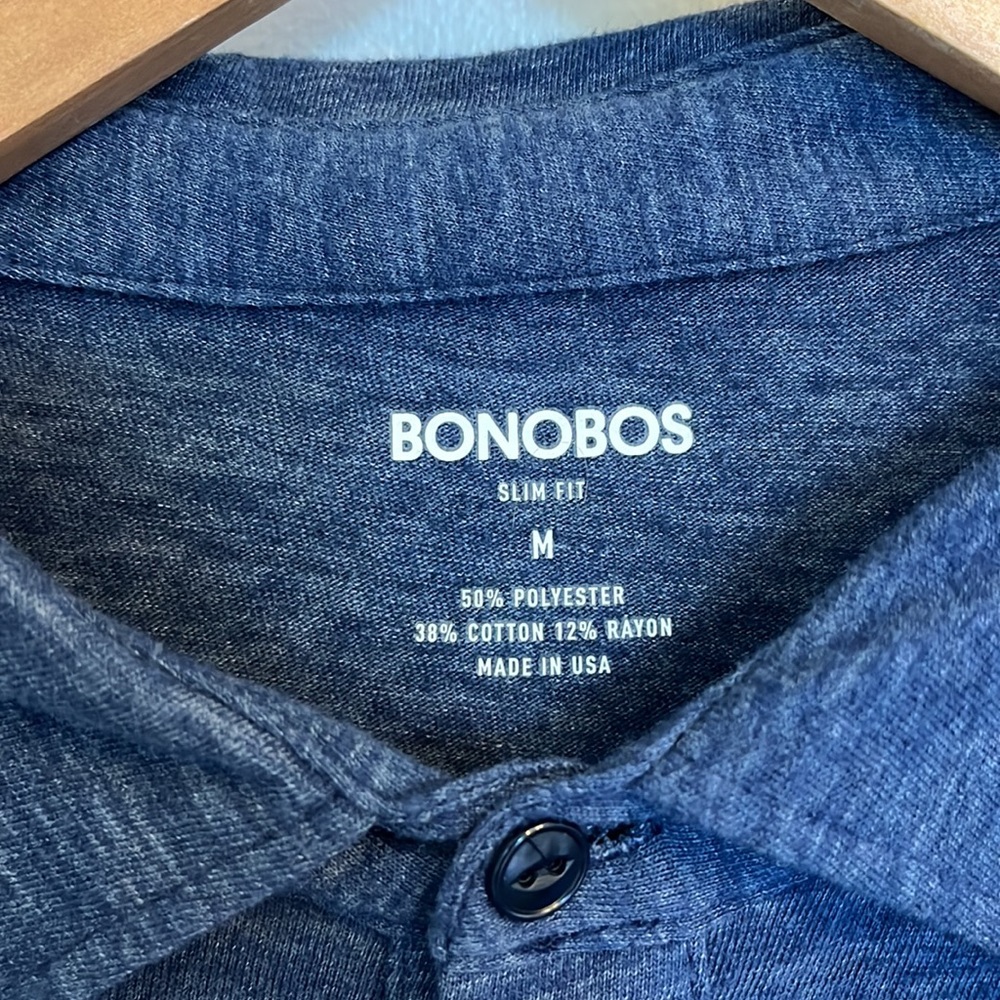 BONOBOS
SLIM FIT
M
50% POLYESTER
38% COTTON 12% RAYON
MADE IN USA